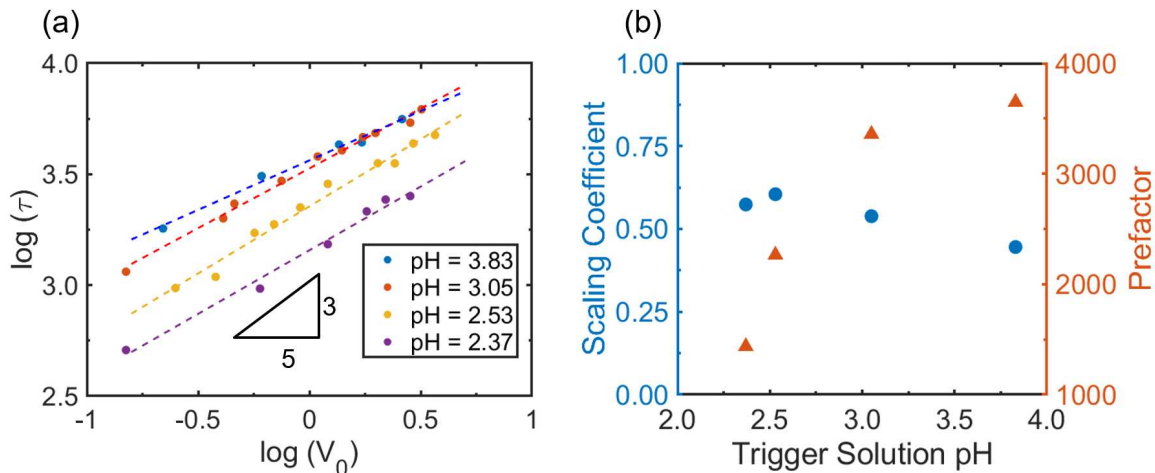 (a)
4.0
3.5
3.0
2.5
log (τ)
-1
-0.5
0
0.5
1
log (V0)
3
5
pH = 3.83
pH = 3.05
pH = 2.53
pH = 2.37
(b)
1.00
0.75
0.50
0.25
0.00
Scaling Coefficient
4000
3000
2000
1000
Prefactor
2.0
2.5
3.0
3.5
4.0
Trigger Solution pH